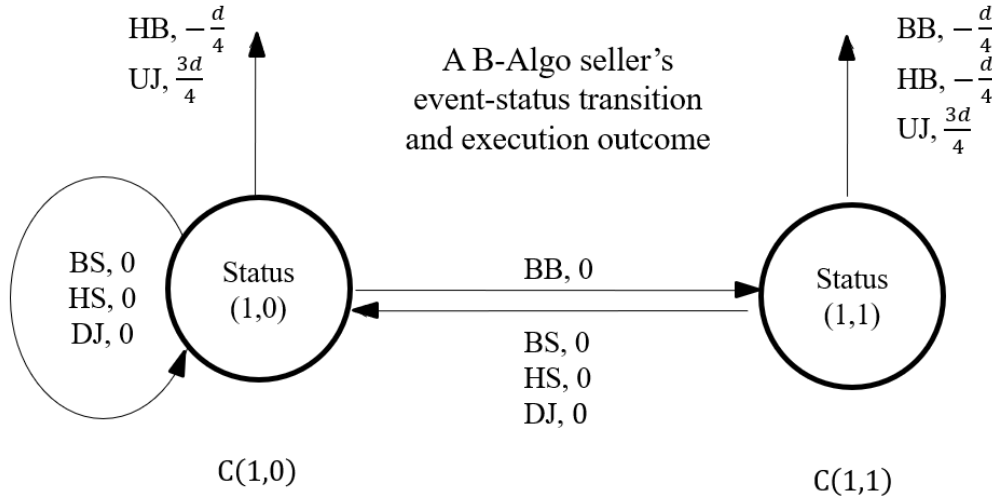 HB, −d/4
UJ, 3d/4
A B-Algo seller's
event-status transition
and execution outcome
BB, −d/4
HB, −d/4
UJ, 3d/4
BS, 0
HS, 0
DJ, 0
Status
(1,0)
BB, 0
BS, 0
HS, 0
DJ, 0
Status
(1,1)
C(1,0)
C(1,1)